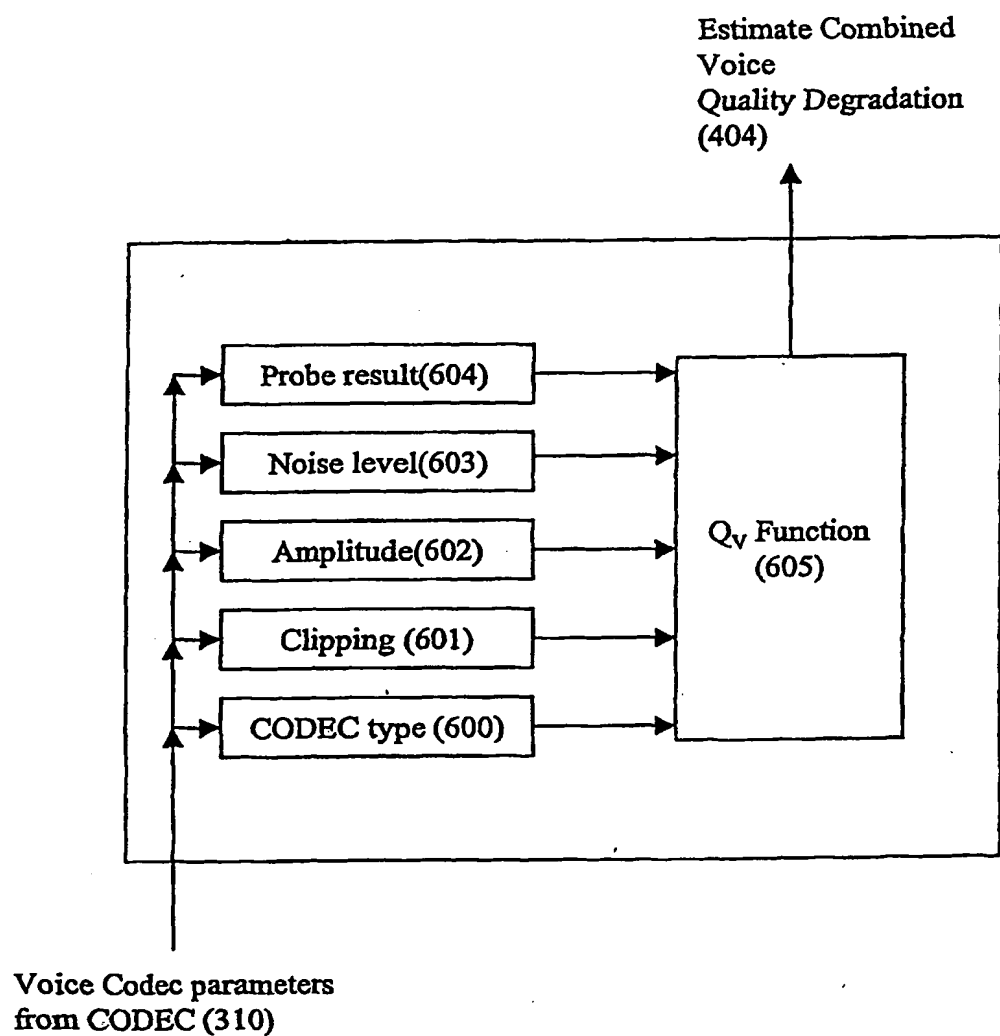 Estimate Combined
Voice
Quality Degradation
(404)
Probe result(604)
Noise level(603)
Amplitude(602)
Clipping (601)
CODEC type (600)
Qv Function
(605)
Voice Codec parameters
from CODEC (310)